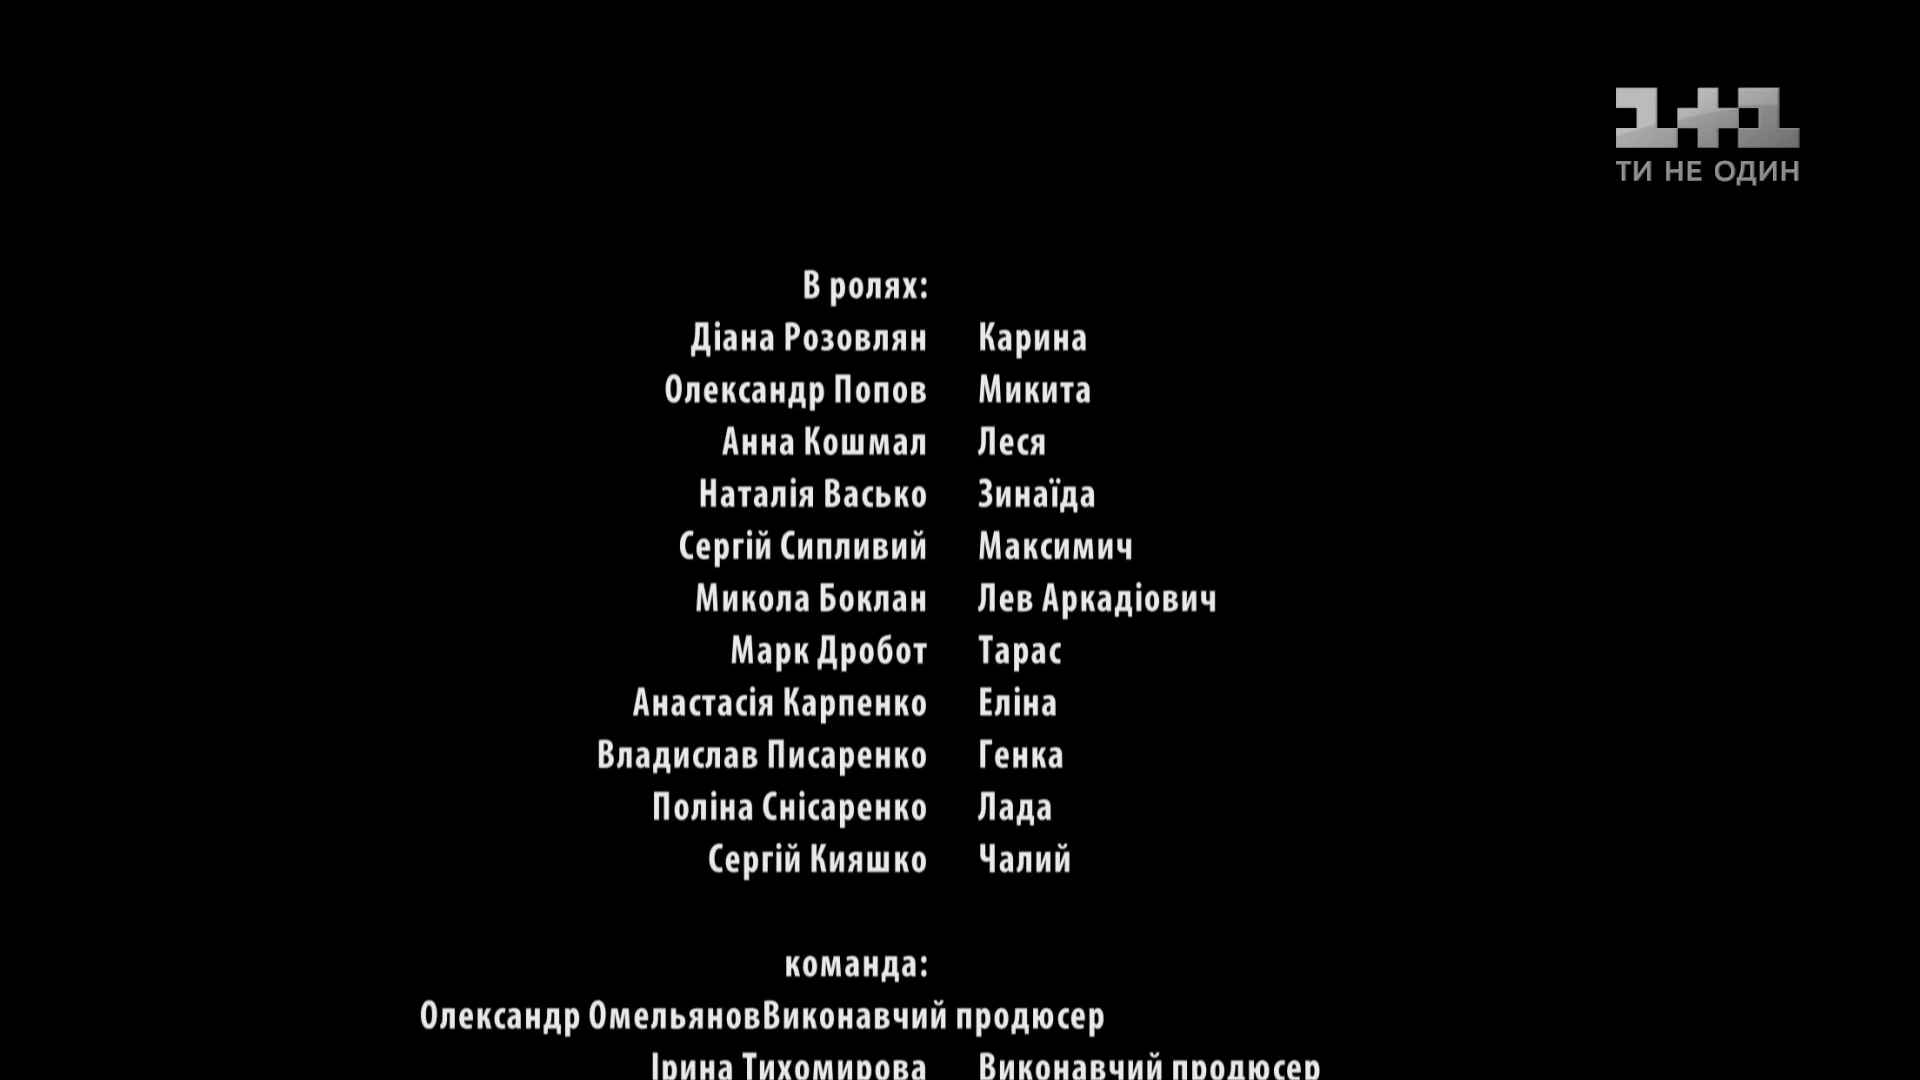 1+1
ТИ НЕ ОДИН
В ролях:
Діана Розовлян Карина
Олександр Попов Микита
Анна Кошмал Леся
Наталія Васько Зинаїда
Сергій Сипливий Максимич
Микола Боклан Лев Аркадіович
Марк Дробот Тарас
Анастасія Карпенко Еліна
Владислав Писаренко Генка
Поліна Снісаренко Лада
Сергій Кияшко Чалий
команда:
Олександр ОмельяновВиконавчий продюсер
Ірина Тихомирова Виконавчий продюсер